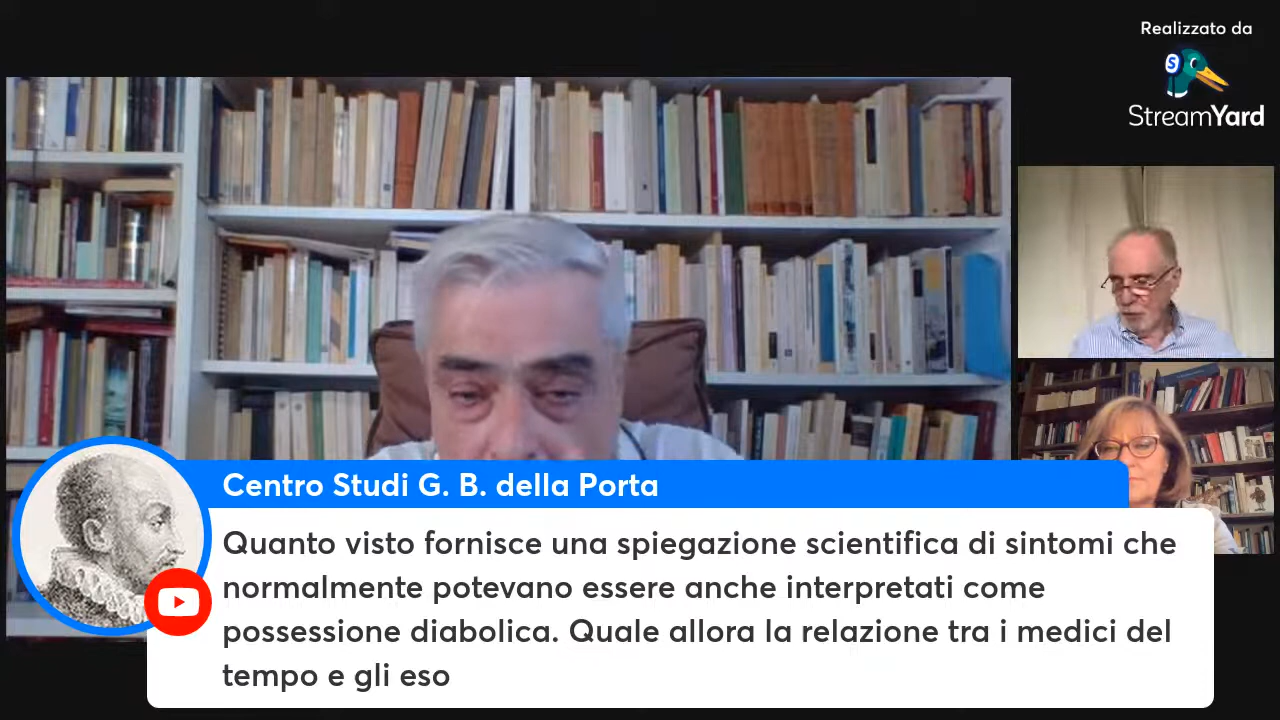 Realizzato da
StreamYard
Centro Studi G. B. della Porta
Quanto visto fornisce una spiegazione scientifica di sintomi che
normalmente potevano essere anche interpretati come
possessione diabolica. Quale allora la relazione tra i medici del
tempo e gli eso